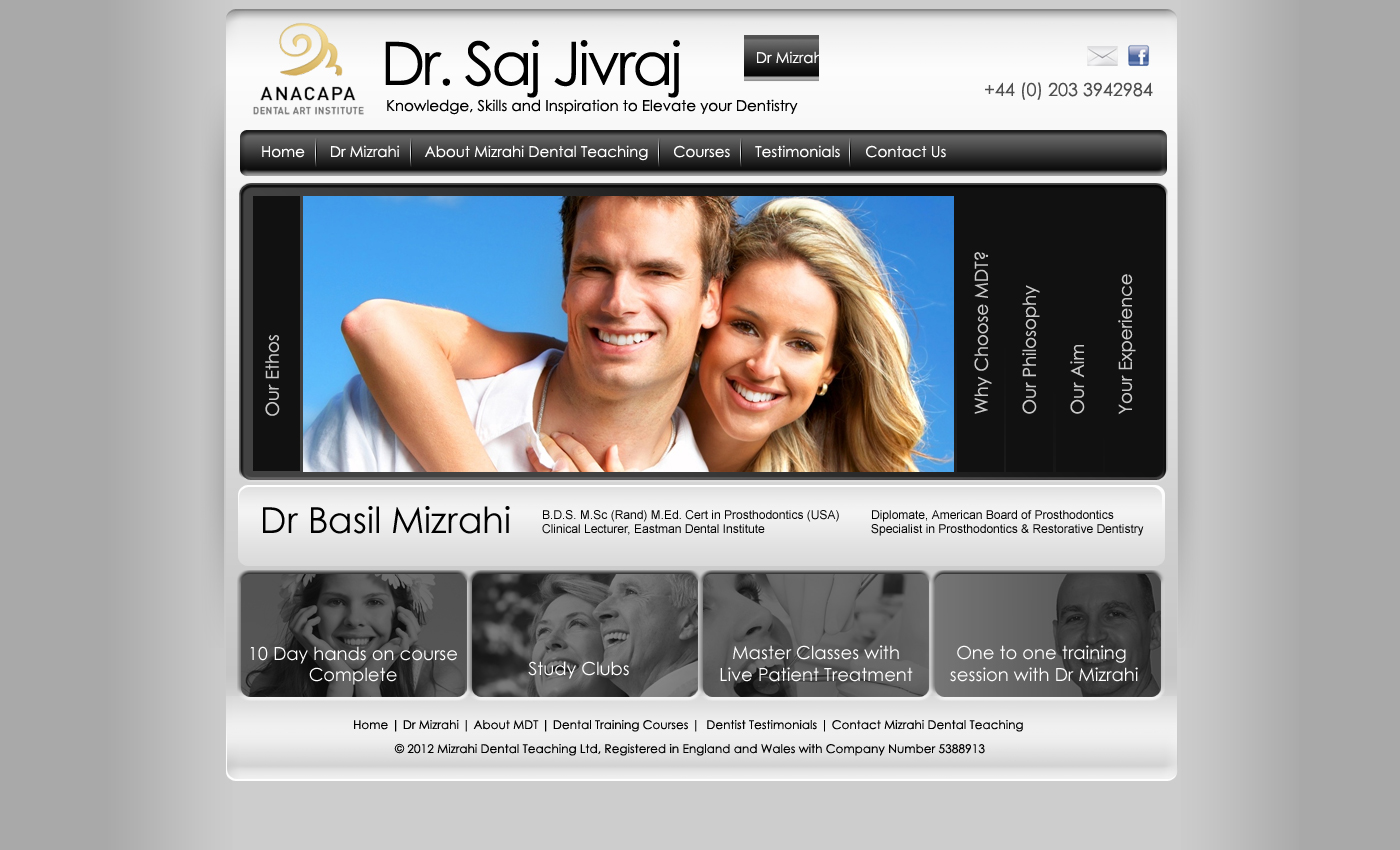 ANACAPA
DENTAL ART INSTITUTE
Dr. Saj Jivraj
Knowledge, Skills and Inspiration to Elevate your Dentistry
Dr Mizrah
+44 (0) 203 3942984
Home
Dr Mizrahi
About Mizrahi Dental Teaching
Courses
Testimonials
Contact Us
Our Ethos
Why Choose MDT?
Our Philosophy
Our Aim
Your Experience
Dr Basil Mizrahi
B.D.S. M.Sc (Rand) M.Ed. Cert in Prosthodontics (USA)
Clinical Lecturer, Eastman Dental Institute
Diplomate, American Board of Prosthodontics
Specialist in Prosthodontics & Restorative Dentistry
10 Day hands on course
Complete
Study Clubs
Master Classes with
Live Patient Treatment
One to one training
session with Dr Mizrahi
Home | Dr Mizrahi | About MDT | Dental Training Courses | Dentist Testimonials | Contact Mizrahi Dental Teaching
© 2012 Mizrahi Dental Teaching Ltd, Registered in England and Wales with Company Number 5388913